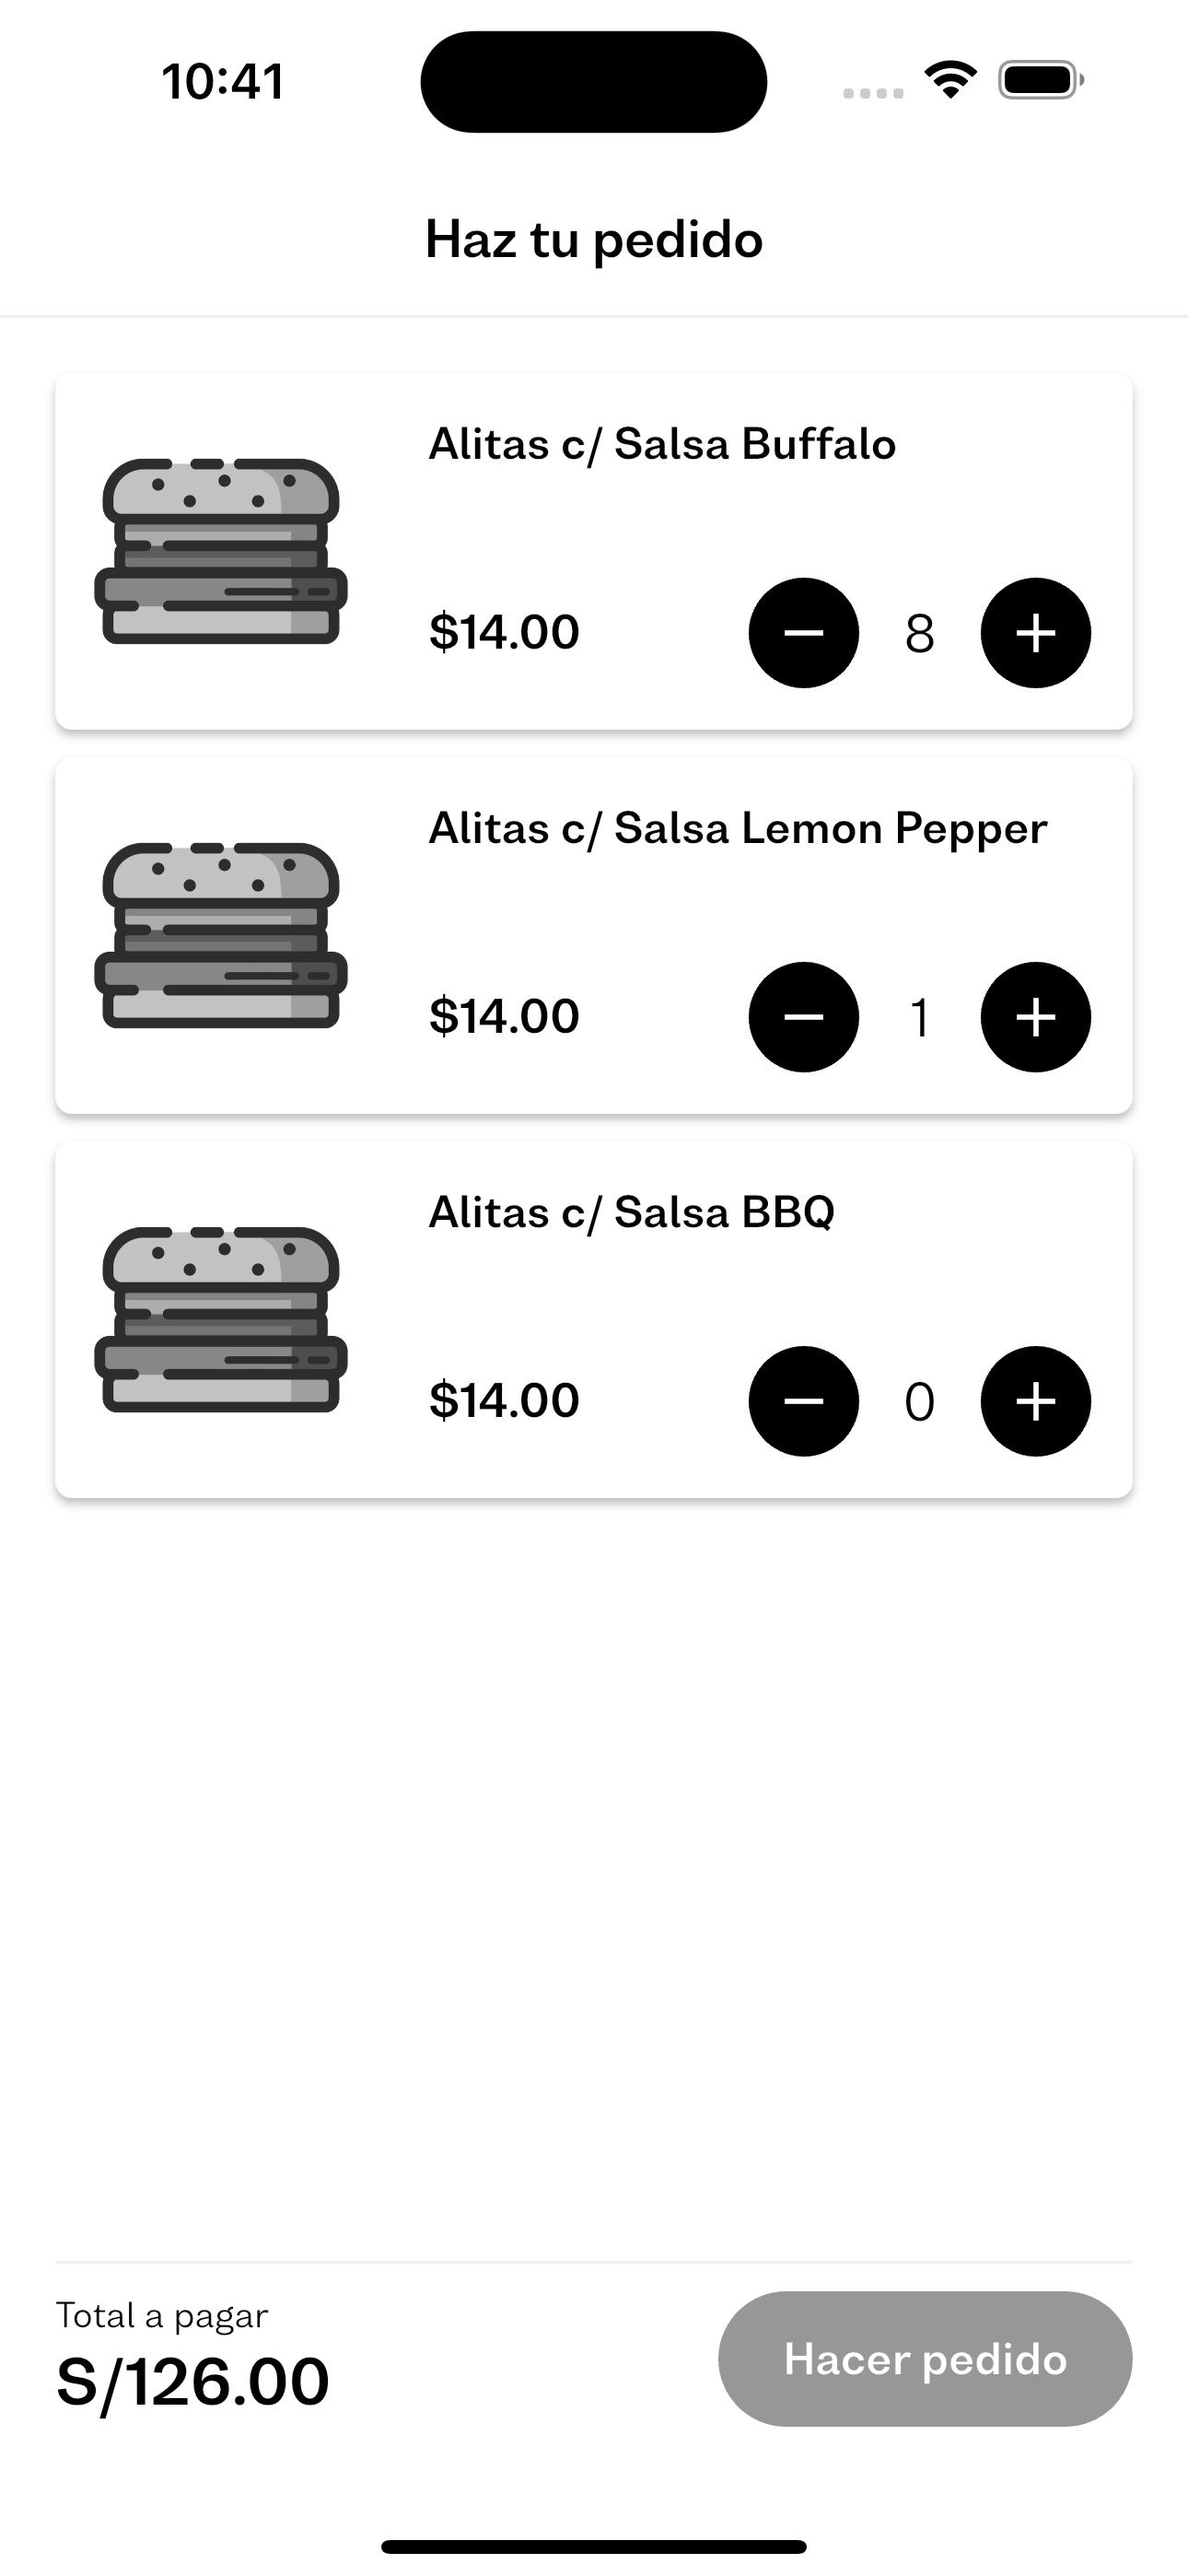 10:41
Haz tu pedido
Alitas c/ Salsa Buffalo
$14.00
8
Alitas c/ Salsa Lemon Pepper
$14.00
1
Alitas c/ Salsa BBQ
$14.00
0
Total a pagar
S/126.00
Hacer pedido